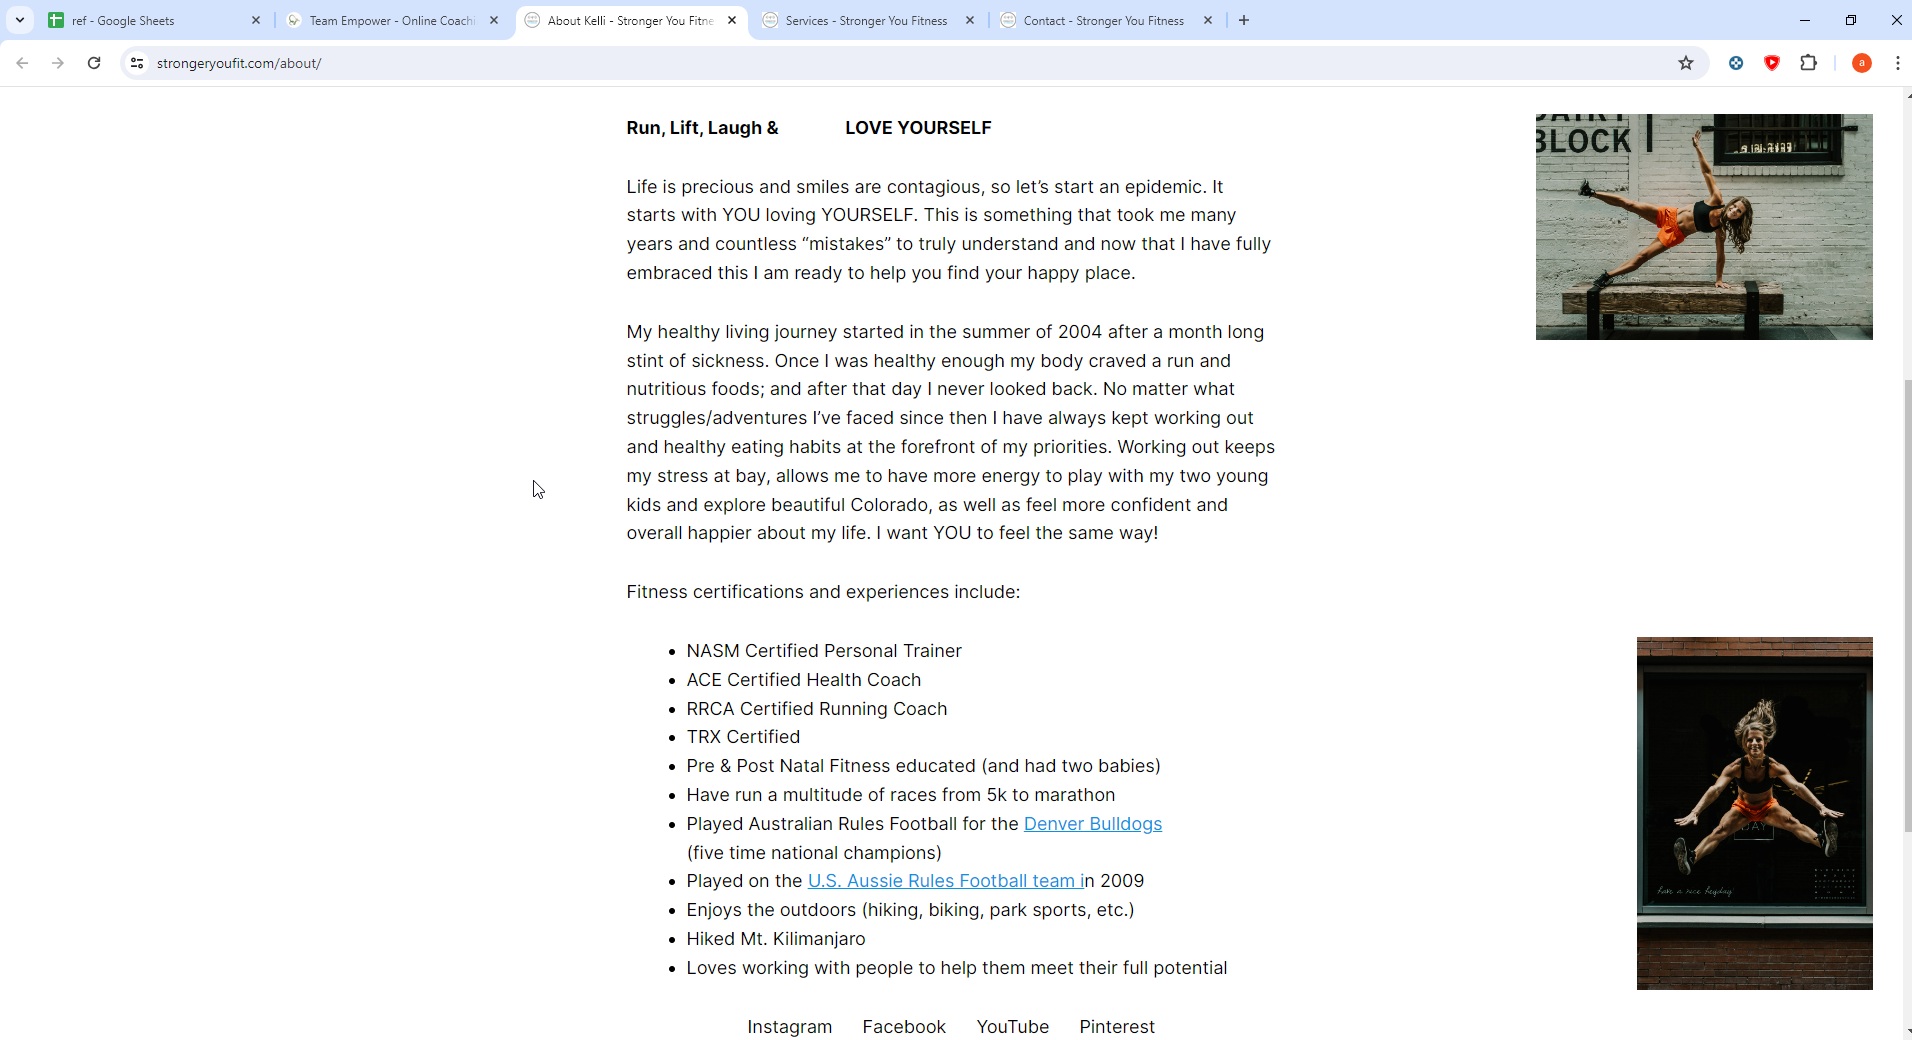 ref - Google Sheets
Team Empower - Online Coachi
About Kelli - Stronger You Fitne
Services - Stronger You Fitness
Contact - Stronger You Fitness
strongeryoufit.com/about/
a
Run, Lift, Laugh & LOVE YOURSELF
Life is precious and smiles are contagious, so let’s start an epidemic. It
starts with YOU loving YOURSELF. This is something that took me many
years and countless “mistakes” to truly understand and now that I have fully
embraced this I am ready to help you find your happy place.
My healthy living journey started in the summer of 2004 after a month long
stint of sickness. Once I was healthy enough my body craved a run and
nutritious foods; and after that day I never looked back. No matter what
struggles/adventures I’ve faced since then I have always kept working out
and healthy eating habits at the forefront of my priorities. Working out keeps
my stress at bay, allows me to have more energy to play with my two young
kids and explore beautiful Colorado, as well as feel more confident and
overall happier about my life. I want YOU to feel the same way!
Fitness certifications and experiences include:
• NASM Certified Personal Trainer
• ACE Certified Health Coach
• RRCA Certified Running Coach
• TRX Certified
• Pre & Post Natal Fitness educated (and had two babies)
• Have run a multitude of races from 5k to marathon
• Played Australian Rules Football for the Denver Bulldogs
(five time national champions)
• Played on the U.S. Aussie Rules Football team in 2009
• Enjoys the outdoors (hiking, biking, park sports, etc.)
• Hiked Mt. Kilimanjaro
• Loves working with people to help them meet their full potential
Instagram Facebook YouTube Pinterest
DAIRY
BLOCK
DAY
have a nice